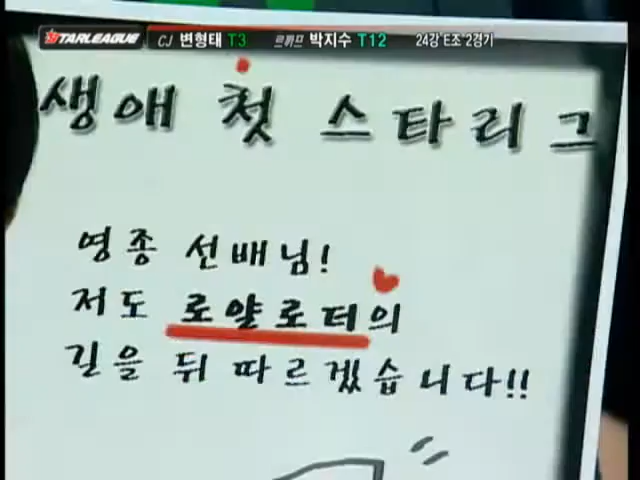 STARLEAGUE CJ 변형태 T3 르까프 박지수 T12 24강 E조 2경기
생애 첫 스타리그
영종 선배님!
저도 로얄로더의
길을 뒤 따르겠습니다!!